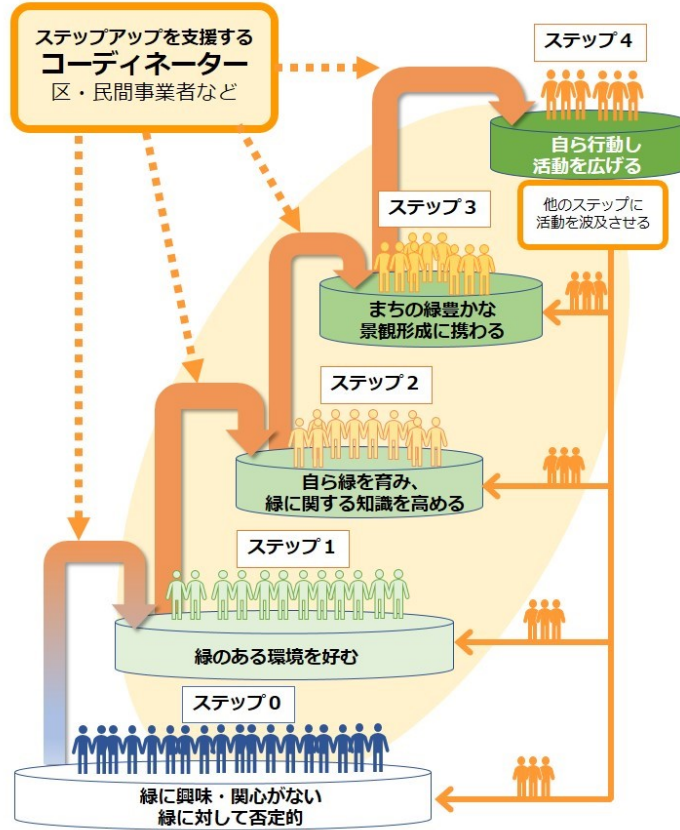 ステップアップを支援する
コーディネーター
区・民間事業者など
ステップ4
自ら行動し
活動を広げる
他のステップに
活動を波及させる
ステップ3
まちの緑豊かな
景観形成に携わる
ステップ2
自ら緑を育み、
緑に関する知識を高める
ステップ1
緑のある環境を好む
ステップ0
緑に興味・関心がない
緑に対して否定的